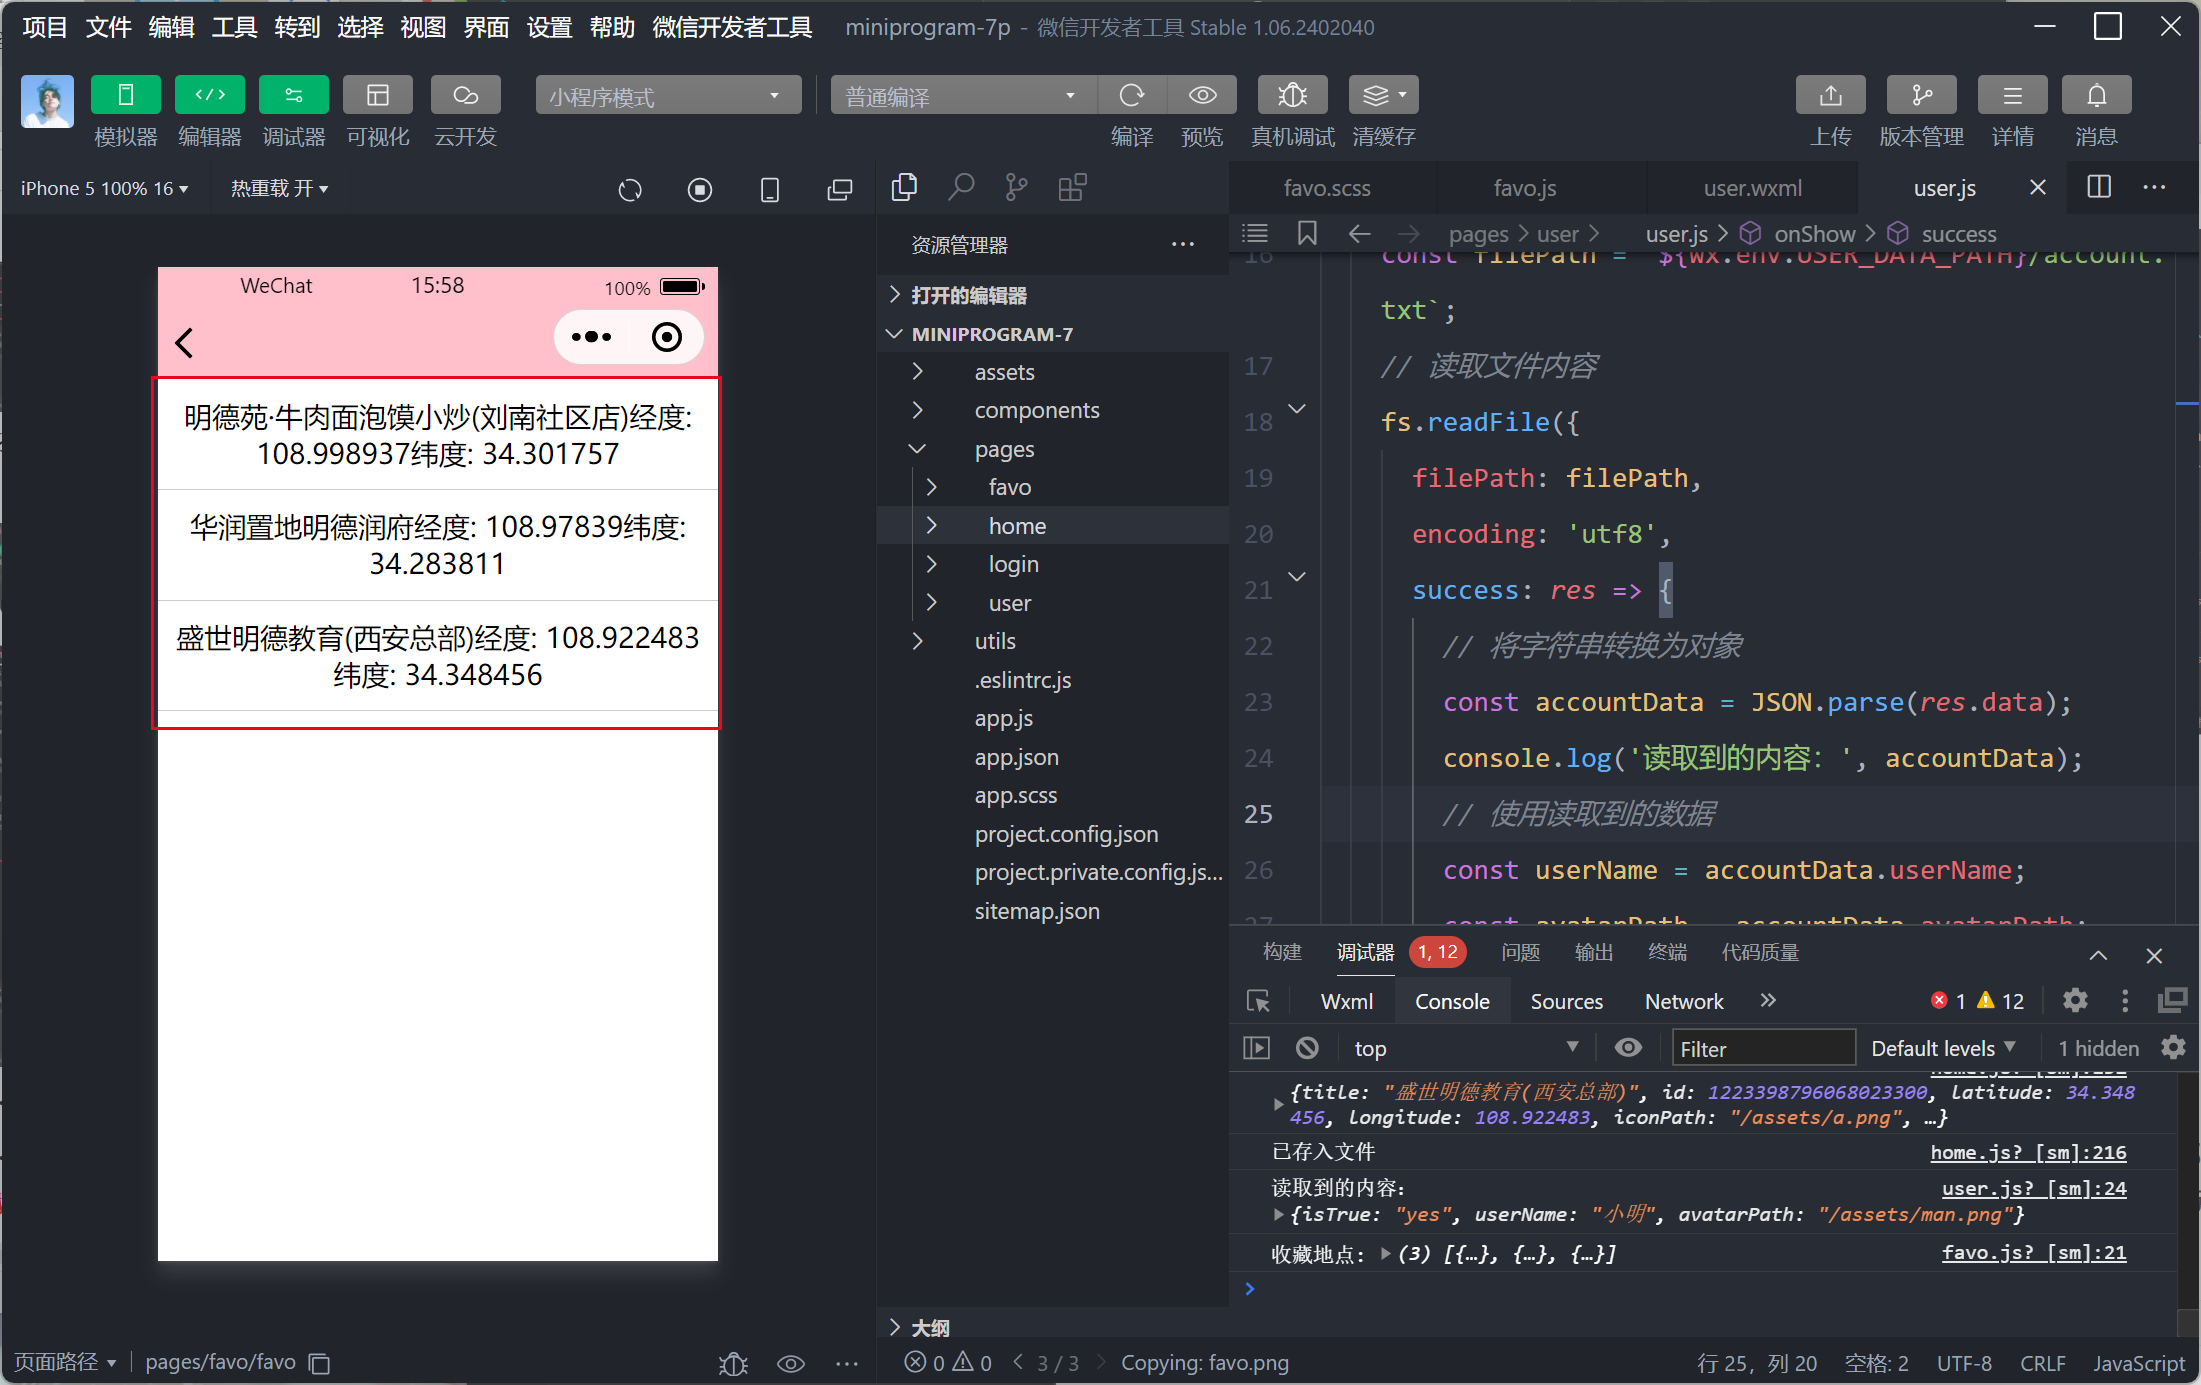 项目 文件 编辑 工具 转到 选择 视图 界面 设置 帮助 微信开发者工具 miniprogram-7p - 微信开发者工具 Stable 1.06.2402040
小程序模式 普通编译
模拟器 编辑器 调试器 可视化 云开发 编译 预览 真机调试 清缓存 上传 版本管理 详情 消息
iPhone 5 100% 16 热重载 开
WeChat 15:58 100%
明德苑·牛肉面泡馍小炒(刘南社区店)经度:
108.998937纬度: 34.301757
华润置地明德润府经度: 108.97839纬度:
34.283811
盛世明德教育(西安总部)经度: 108.922483
纬度: 34.348456
页面路径 pages/favo/favo
资源管理器
打开的编辑器
MINIPROGRAM-7
assets
components
pages
favo
home
login
user
utils
.eslintrc.js
app.js
app.json
app.scss
project.config.json
project.private.config.js...
sitemap.json
大纲
favo.scss favo.js user.wxml user.js
pages > user > user.js > onShow > success
16 const filePath = `${wx.env.USER_DATA_PATH}/account.
txt`;
17 // 读取文件内容
18 fs.readFile({
19 filePath: filePath,
20 encoding: 'utf8',
21 success: res => {
22 // 将字符串转换为对象
23 const accountData = JSON.parse(res.data);
24 console.log('读取到的内容：', accountData);
25 // 使用读取到的数据
26 const userName = accountData.userName;
27 const avatarPath = accountData.avatarPath;
构建 调试器 1, 12 问题 输出 终端 代码质量
Wxml Console Sources Network 1 12
top Filter Default levels 1 hidden
{title: "盛世明德教育(西安总部)", id: 1223398796068023300, latitude: 34.348
456, longitude: 108.922483, iconPath: "/assets/a.png", …}
已存入文件 home.js? [sm]:216
读取到的内容： user.js? [sm]:24
{isTrue: "yes", userName: "小明", avatarPath: "/assets/man.png"}
收藏地点： (3) [{…}, {…}, {…}] favo.js? [sm]:21
0 0 3 / 3 Copying: favo.png 行 25，列 20 空格: 2 UTF-8 CRLF JavaScript